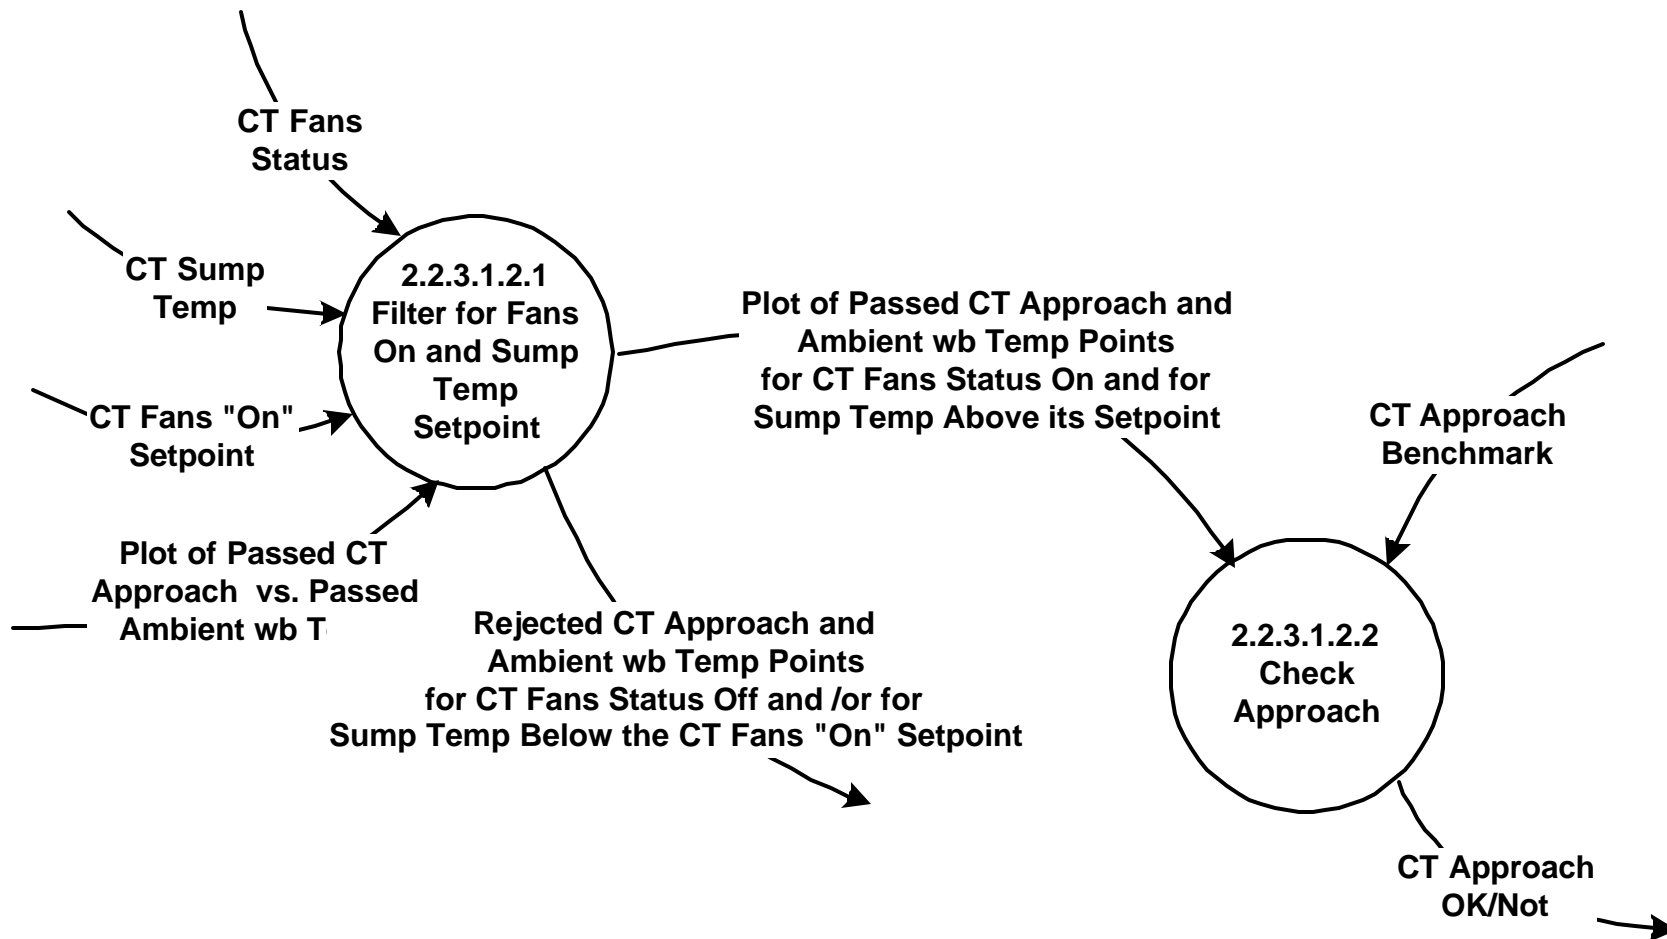 CT Fans
Status
CT Sump
Temp
CT Fans "On"
Setpoint
Plot of Passed CT
Approach vs. Passed
Ambient wb
2.2.3.1.2.1
Filter for Fans
On and Sump
Temp
Setpoint
Plot of Passed CT Approach and
Ambient wb Temp Points
for CT Fans Status On and for
Sump Temp Above its Setpoint
Rejected CT Approach and
Ambient wb Temp Points
for CT Fans Status Off and /or for
Sump Temp Below the CT Fans "On" Setpoint
CT Approach
Benchmark
2.2.3.1.2.2
Check
Approach
CT Approach
OK/Not